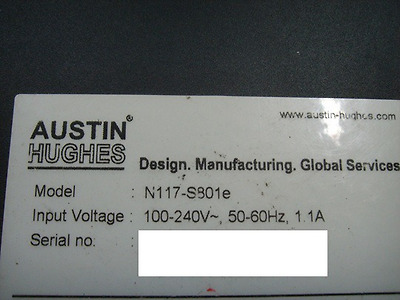 www.austin-hughes.com
AUSTIN®
HUGHES
Design. Manufacturing. Global Services
Model : N117-S801e
Input Voltage : 100-240V~, 50-60Hz, 1.1A
Serial no. :